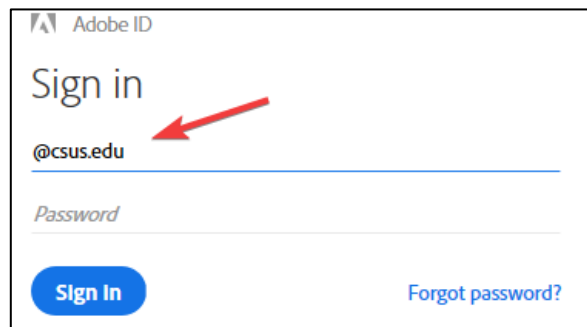 Adobe ID
Sign in
@csus.edu
Password
Sign In
Forgot password?